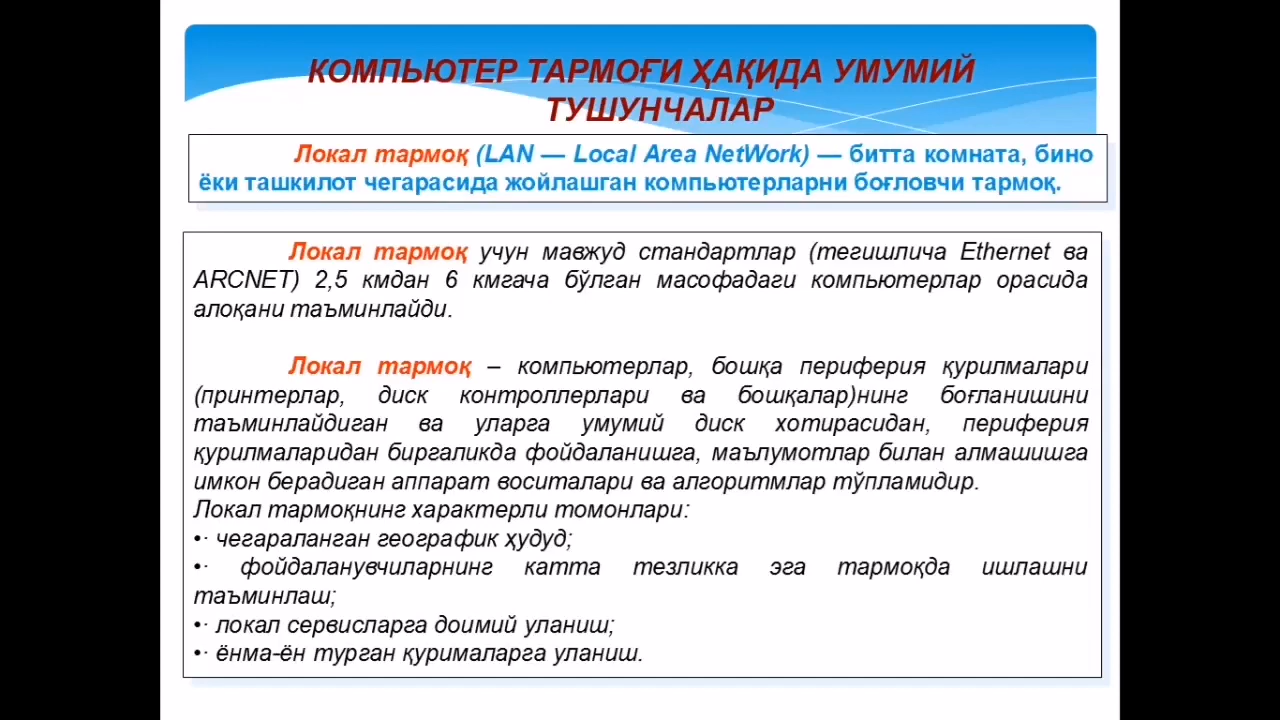 КОМПЬЮТЕР ТАРМОҒИ ҲАҚИДА УМУМИЙ
ТУШУНЧАЛАР
Локал тармоқ (LAN — Local Area NetWork) — битта комната, бино
ёки ташкилот чегарасида жойлашган компьютерларни боғловчи тармоқ.
Локал тармоқ учун мавжуд стандартлар (тегишлича Ethernet ва
ARCNET) 2,5 кмдан 6 кмгача бўлган масофадаги компьютерлар орасида
алоқани таъминлайди.
Локал тармоқ – компьютерлар, бошқа периферия қурилмалари
(принтерлар, диск контроллерлари ва бошқалар)нинг боғланишини
таъминлайдиган ва уларга умумий диск хотирасидан, периферия
қурилмаларидан биргаликда фойдаланишга, маълумотлар билан алмашишга
имкон берадиган аппарат воситалари ва алгоритмлар тўпламидир.
Локал тармоқнинг характерли томонлари:
•· чегараланган географик ҳудуд;
•· фойдаланувчиларнинг катта тезликка эга тармоқда ишлашни
таъминлаш;
•· локал сервисларга доимий уланиш;
•· ёнма-ён турган қурималарга уланиш.